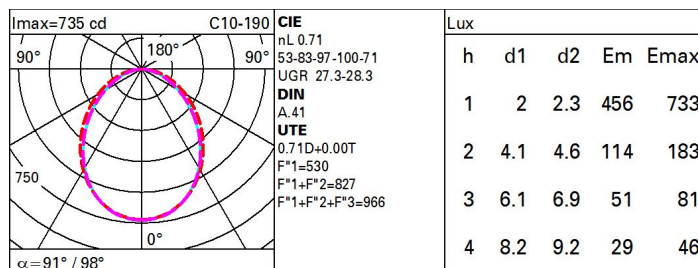 Imax=735 cd C10-190
90° 180° 90°
750
0°
α=91° / 98°
CIE
nL 0.71
53-83-97-100-71
UGR 27.3-28.3
DIN
A.41
UTE
0.71D+0.00T
F"1=530
F"1+F"2=827
F"1+F"2+F"3=966
Lux
h d1 d2 Em Emax
1 2 2.3 456 733
2 4.1 4.6 114 183
3 6.1 6.9 51 81
4 8.2 9.2 29 46